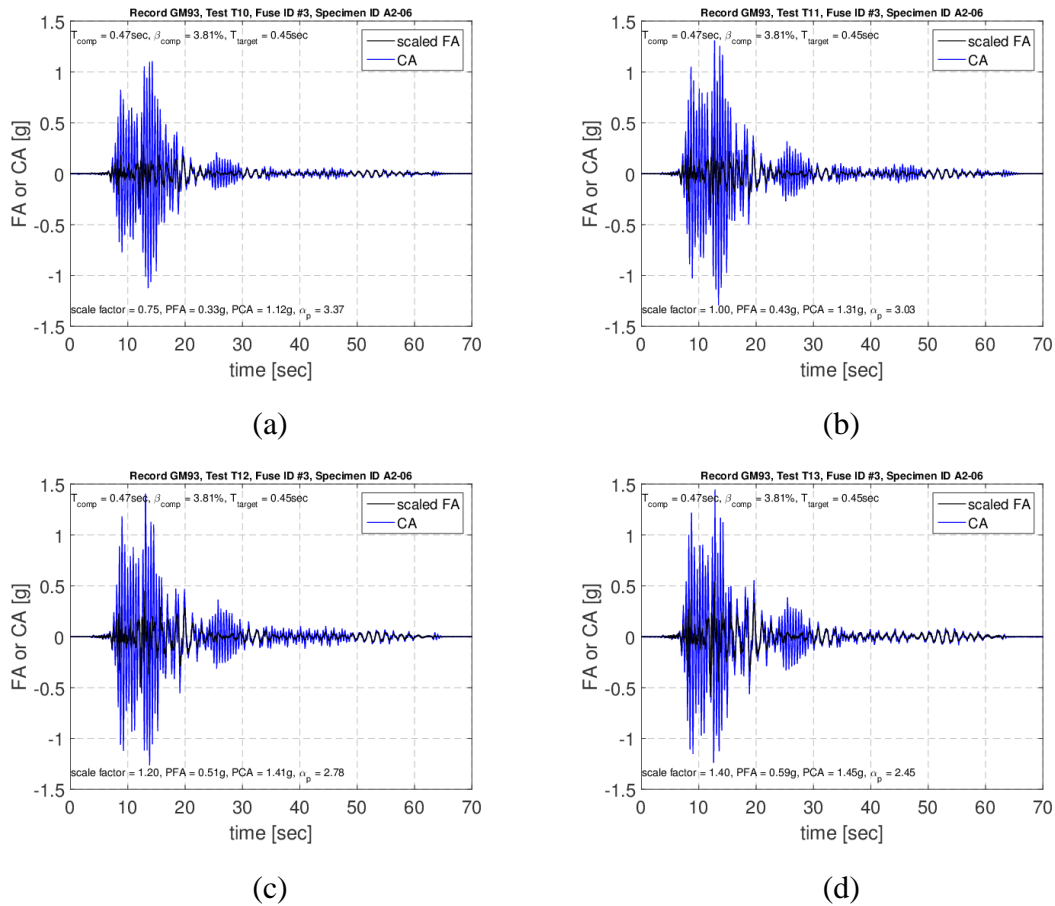 Record GM93, Test T10, Fuse ID #3, Specimen ID A2-06
T_comp = 0.47sec, β_comp = 3.81%, T_target = 0.45sec
scaled FA
CA
1.5
1
0.5
0
-0.5
-1
-1.5
FA or CA [g]
scale factor = 0.75, PFA = 0.33g, PCA = 1.12g, α_p = 3.37
0 10 20 30 40 50 60 70
time [sec]
(a)
Record GM93, Test T11, Fuse ID #3, Specimen ID A2-06
T_comp = 0.47sec, β_comp = 3.81%, T_target = 0.45sec
scaled FA
CA
1.5
1
0.5
0
-0.5
-1
-1.5
FA or CA [g]
scale factor = 1.00, PFA = 0.43g, PCA = 1.31g, α_p = 3.03
0 10 20 30 40 50 60 70
time [sec]
(b)
Record GM93, Test T12, Fuse ID #3, Specimen ID A2-06
T_comp = 0.47sec, β_comp = 3.81%, T_target = 0.45sec
scaled FA
CA
1.5
1
0.5
0
-0.5
-1
-1.5
FA or CA [g]
scale factor = 1.20, PFA = 0.51g, PCA = 1.41g, α_p = 2.78
0 10 20 30 40 50 60 70
time [sec]
(c)
Record GM93, Test T13, Fuse ID #3, Specimen ID A2-06
T_comp = 0.47sec, β_comp = 3.81%, T_target = 0.45sec
scaled FA
CA
1.5
1
0.5
0
-0.5
-1
-1.5
FA or CA [g]
scale factor = 1.40, PFA = 0.59g, PCA = 1.45g, α_p = 2.45
0 10 20 30 40 50 60 70
time [sec]
(d)